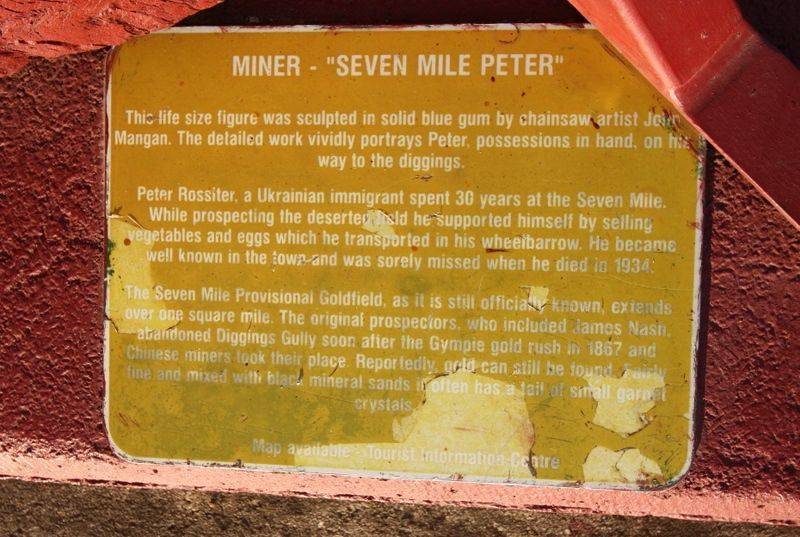 MINER - "SEVEN MILE PETER"
This life size figure was sculpted in solid blue gum by chainsaw artist John
Mangan. The detailed work vividly portrays Peter, possessions in hand, on his
way to the diggings.
Peter Rossiter, a Ukrainian immigrant spent 30 years at the Seven Mile.
While prospecting the deserted field he supported himself by selling
vegetables and eggs which he transported in his wheelbarrow. He became
well known in the town and was sorely missed when he died in 1934.
The Seven Mile Provisional Goldfield, as it is still officially known, extends
over one square mile. The original prospectors, who included James Nash,
abandoned Diggings Gully soon after the Gympie gold rush in 1867 and
Chinese miners took their place. Reportedly, gold can still be found. Fairly
fine and mixed with black mineral sands it often has a tail of small garnet
crystals.
Map available - Tourist Information Centre